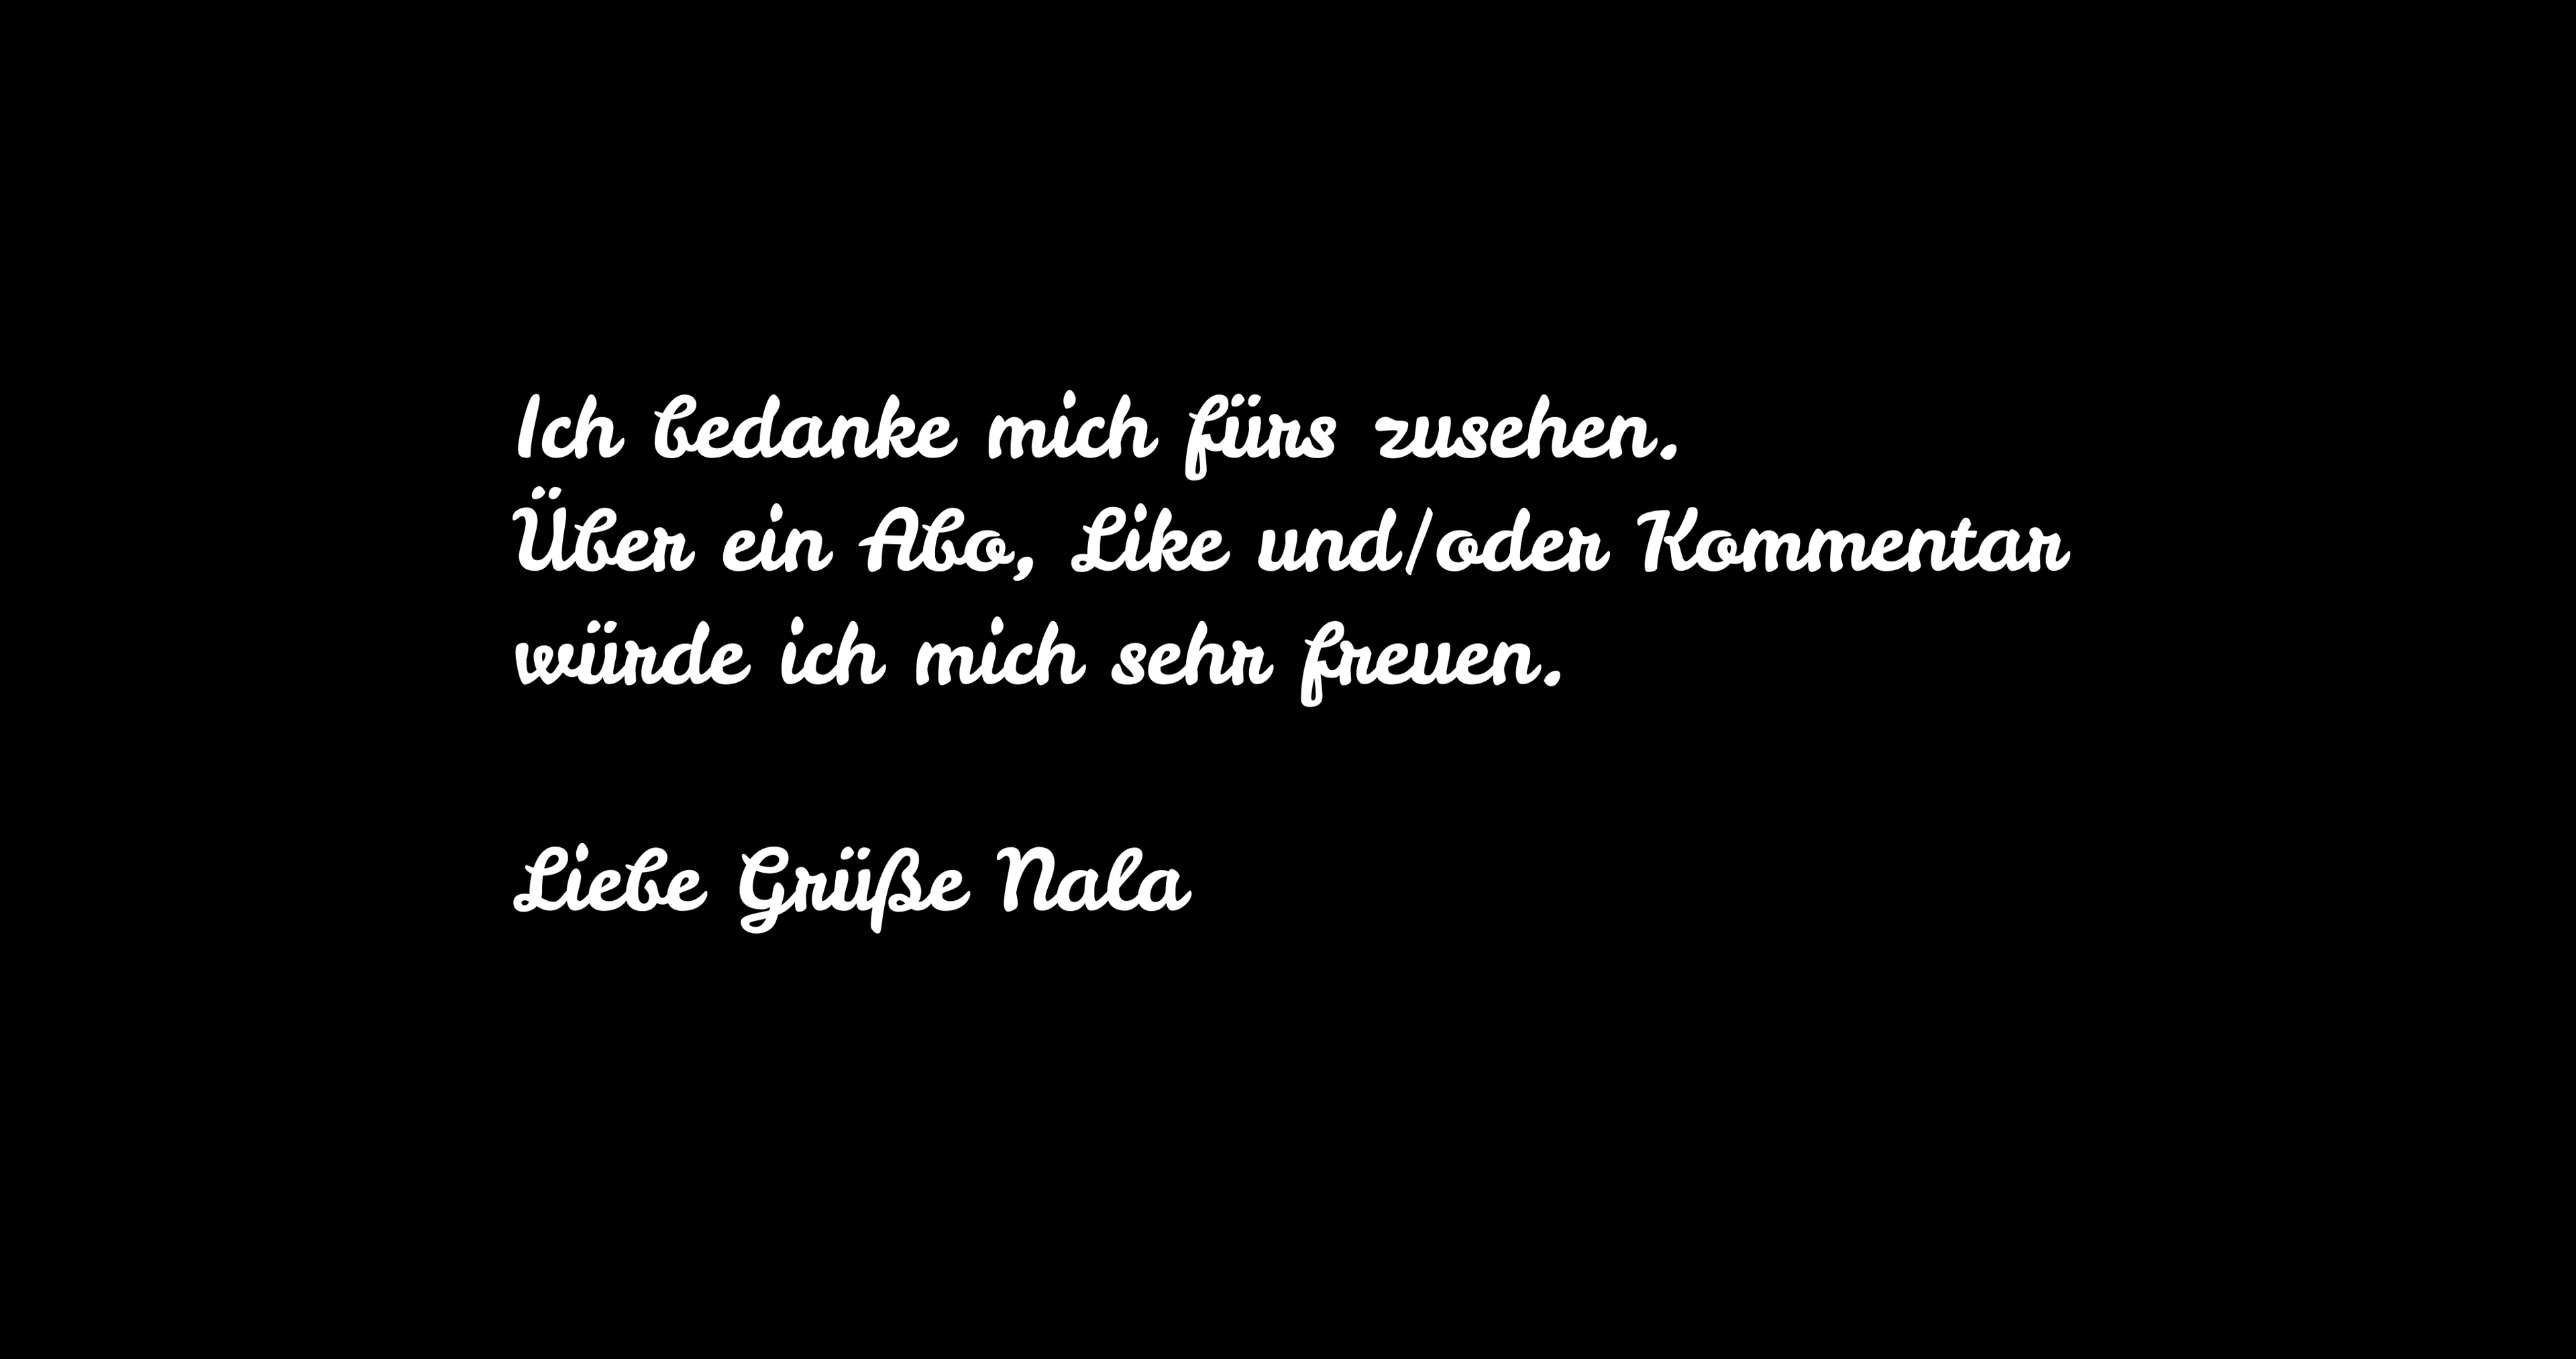 Ich bedanke mich fürs zusehen.
Über ein Abo, Like und/oder Kommentar
würde ich mich sehr freuen.
Liebe Grüße Nala